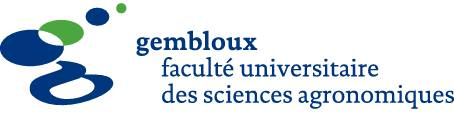 gembloux
faculté universitaire
des sciences agronomiques